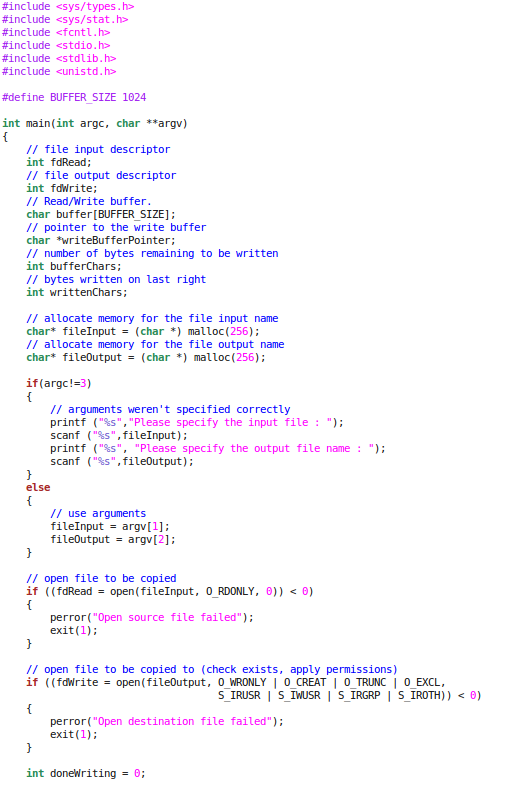 #include <sys/types.h>
#include <sys/stat.h>
#include <fcntl.h>
#include <stdio.h>
#include <stdlib.h>
#include <unistd.h>

#define BUFFER_SIZE 1024

int main(int argc, char **argv)
{
    // file input descriptor
    int fdRead;
    // file output descriptor
    int fdWrite;
    // Read/Write buffer.
    char buffer[BUFFER_SIZE];
    // pointer to the write buffer
    char *writeBufferPointer;
    // number of bytes remaining to be written
    int bufferChars;
    // bytes written on last right
    int writtenChars;

    // allocate memory for the file input name
    char* fileInput = (char *) malloc(256);
    // allocate memory for the file output name
    char* fileOutput = (char *) malloc(256);

    if(argc!=3)
    {
        // arguments weren't specified correctly
        printf ("%s","Please specify the input file : ");
        scanf ("%s",fileInput);
        printf ("%s", "Please specify the output file name : ");
        scanf ("%s",fileOutput);
    }
    else
    {
        // use arguments
        fileInput = argv[1];
        fileOutput = argv[2];
    }

    // open file to be copied
    if ((fdRead = open(fileInput, O_RDONLY, 0)) < 0)
    {
        perror("Open source file failed");
        exit(1);
    }

    // open file to be copied to (check exists, apply permissions)
    if ((fdWrite = open(fileOutput, O_WRONLY | O_CREAT | O_TRUNC | O_EXCL,
                                    S_IRUSR | S_IWUSR | S_IRGRP | S_IROTH)) < 0)
    {
        perror("Open destination file failed");
        exit(1);
    }

    int doneWriting = 0;